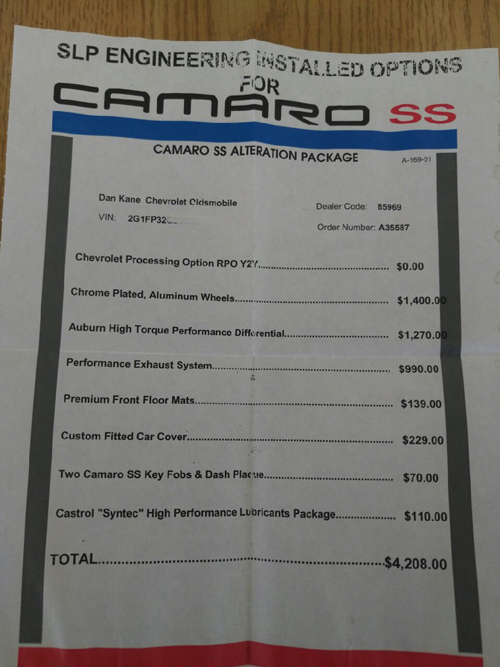 SLP ENGINEERING INSTALLED OPTIONS
FOR
CAMARO SS
CAMARO SS ALTERATION PACKAGE
A-169-01
Dan Kane Chevrolet Oldsmobile
Dealer Code: 85969
VIN: 2G1FP32
Order Number: A35587
Chevrolet Processing Option RPO Y2Y........................................ $0.00
Chrome Plated, Aluminum Wheels............................................. $1,400.00
Auburn High Torque Performance Differential............................. $1,270.00
Performance Exhaust System.................................................. $990.00
Premium Front Floor Mats...................................................... $139.00
Custom Fitted Car Cover........................................................ $229.00
Two Camaro SS Key Fobs & Dash Plaque................................... $70.00
Castrol "Syntec" High Performance Lubricants Package................ $110.00
TOTAL.......................................................................$4,208.00